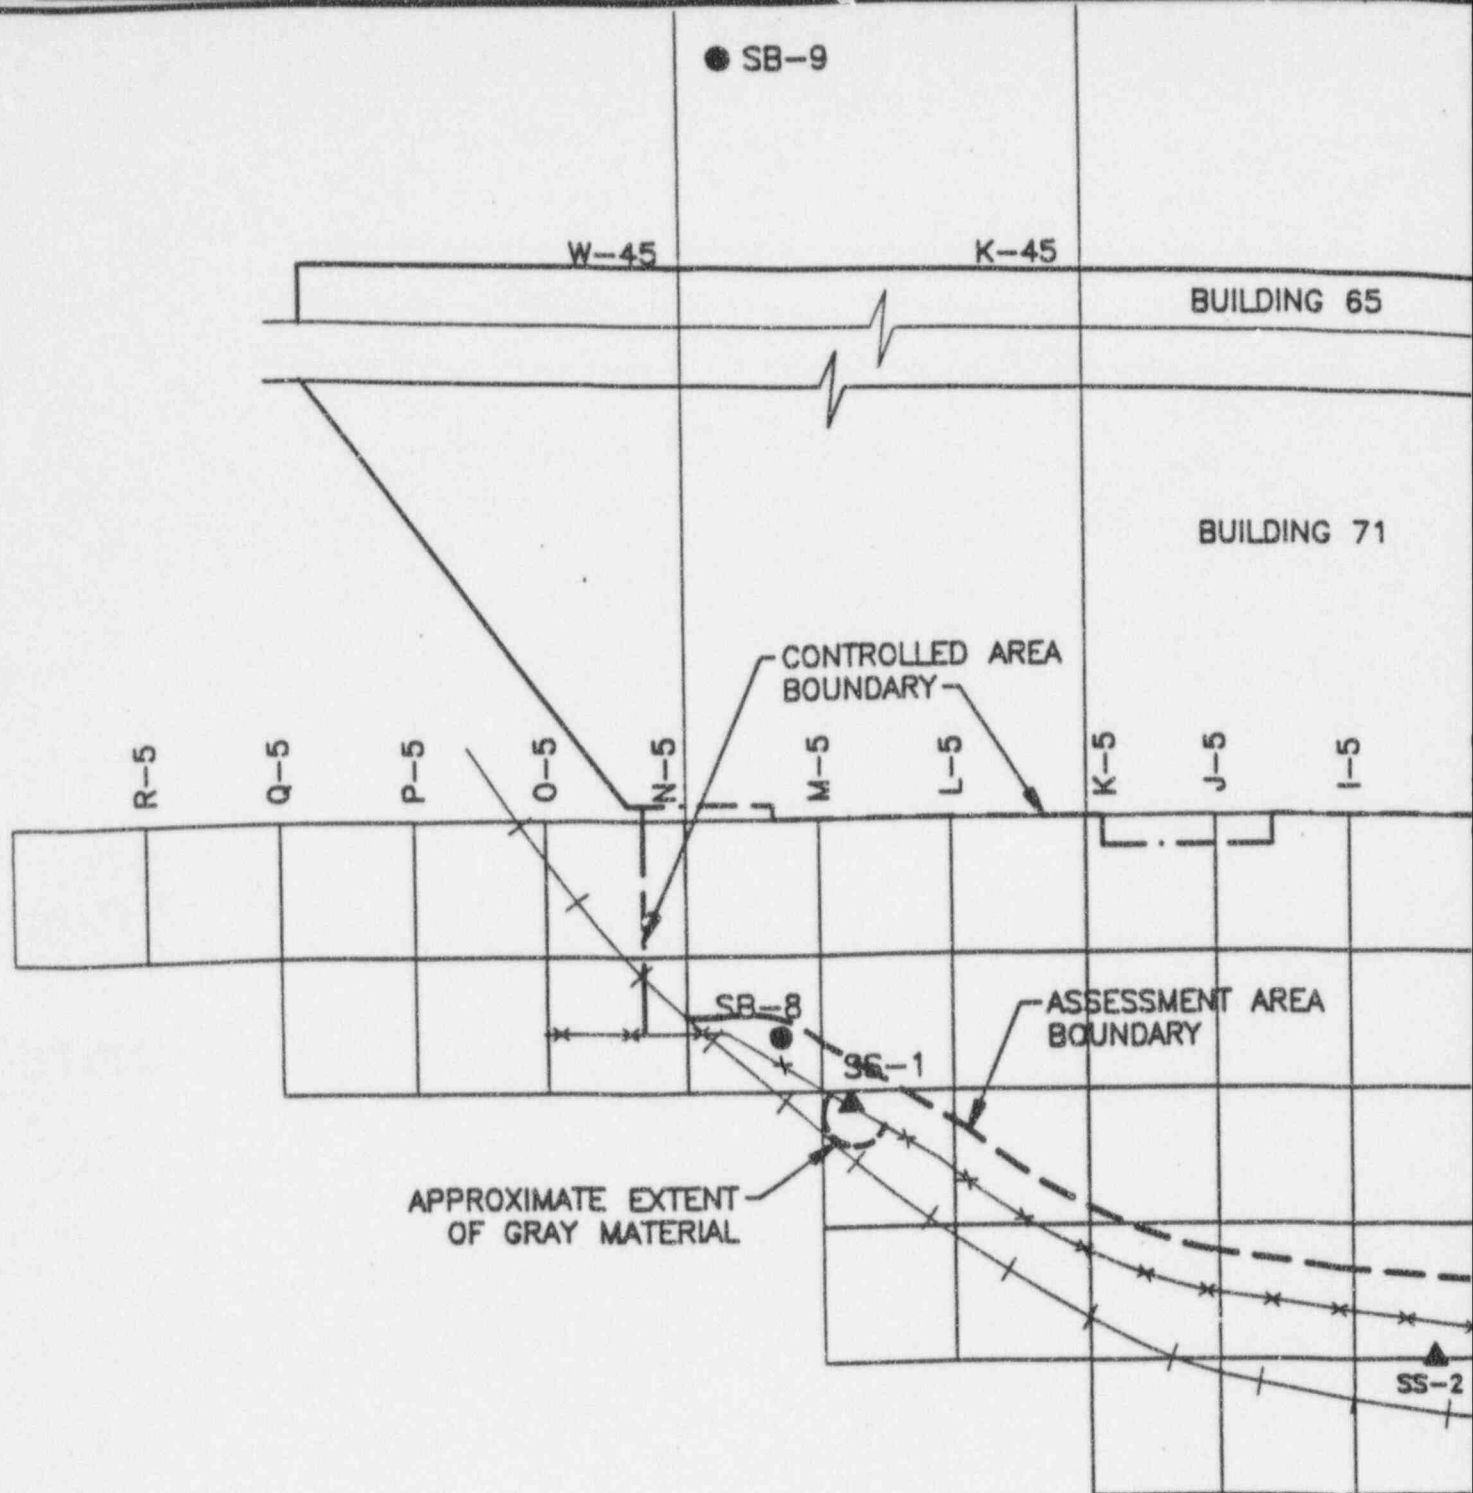 SB-9
W-45
K-45
BUILDING 65
BUILDING 71
CONTROLLED AREA
BOUNDARY
R-5
Q-5
P-5
O-5
N-5
M-5
L-5
K-5
J-5
I-5
SB-8
ASSESSMENT AREA
BOUNDARY
SS-1
APPROXIMATE EXTENT
OF GRAY MATERIAL
SS-2